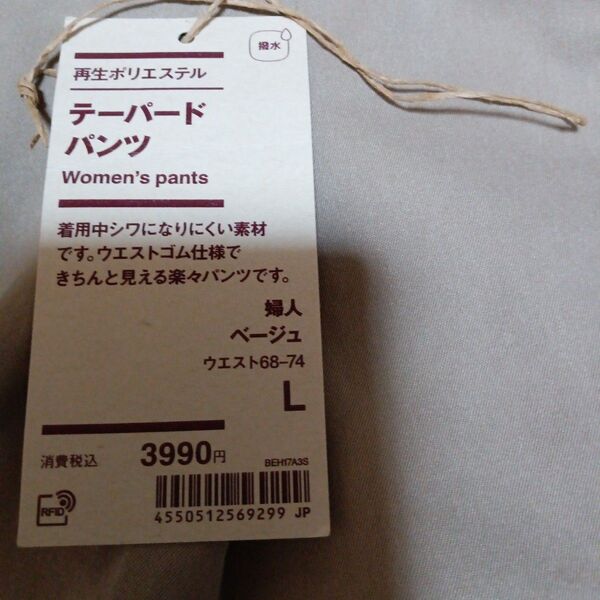 撥水
再生ポリエステル
テーパード
パンツ
Women's pants
着用中シワになりにくい素材
です。ウエストゴム仕様で
きちんと見える楽々パンツです。
婦人
ベージュ
ウエスト68-74
L
消費税込 3990円
BEH17A3S
RFID
4550512569299 JP